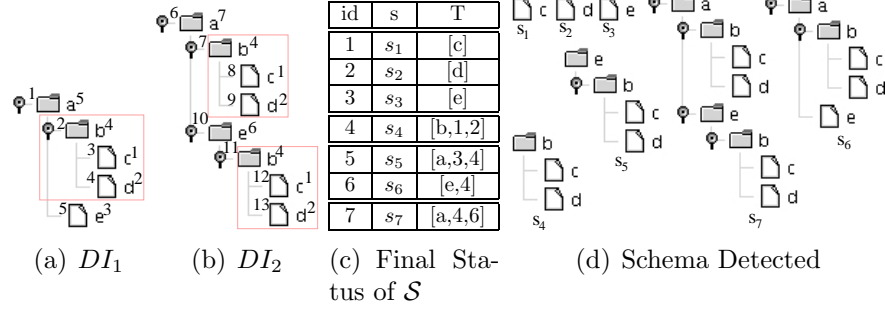 1 a5
2 b4
3 c1
4 d2
5 e3
(a) DI1
6 a7
7 b4
8 c1
9 d2
10 e6
11 b4
12 c1
13 d2
(b) DI2
id s T
1 s1 [c]
2 s2 [d]
3 s3 [e]
4 s4 [b,1,2]
5 s5 [a,3,4]
6 s6 [e,4]
7 s7 [a,4,6]
(c) Final Sta-
tus of S
c d e
s1 s2 s3
b
c
d
s4
e
b
c
d
s5
a
b
c
d
e
b
c
d
s7
a
b
c
d
e
s6
(d) Schema Detected